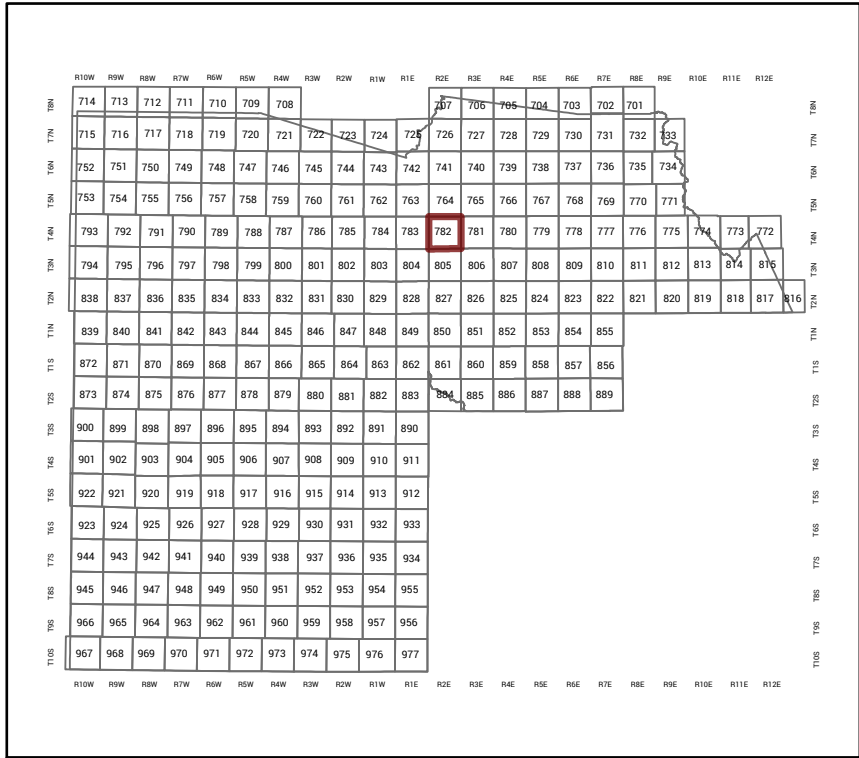 R10W R9W R8W R7W R6W R5W R4W R3W R2W R1W R1E R2E R3E R4E R5E R6E R7E R8E R9E R10E R11E R12E
T8N 714 713 712 711 710 709 708 707 706 705 704 703 702 701 T8N
T7N 715 716 717 718 719 720 721 722 723 724 725 726 727 728 729 730 731 732 733 T7N
T6N 752 751 750 749 748 747 746 745 744 743 742 741 740 739 738 737 736 735 734 T6N
T5N 753 754 755 756 757 758 759 760 761 762 763 764 765 766 767 768 769 770 771 T5N
T4N 793 792 791 790 789 788 787 786 785 784 783 782 781 780 779 778 777 776 775 774 773 772 T4N
T3N 794 795 796 797 798 799 800 801 802 803 804 805 806 807 808 809 810 811 812 813 814 815 T3N
T2N 838 837 836 835 834 833 832 831 830 829 828 827 826 825 824 823 822 821 820 819 818 817 816 T2N
T1N 839 840 841 842 843 844 845 846 847 848 849 850 851 852 853 854 855 T1N
T1S 872 871 870 869 868 867 866 865 864 863 862 861 860 859 858 857 856 T1S
T2S 873 874 875 876 877 878 879 880 881 882 883 884 885 886 887 888 889 T2S
T3S 900 899 898 897 896 895 894 893 892 891 890 T3S
T4S 901 902 903 904 905 906 907 908 909 910 911 T4S
T5S 922 921 920 919 918 917 916 915 914 913 912 T5S
T6S 923 924 925 926 927 928 929 930 931 932 933 T6S
T7S 944 943 942 941 940 939 938 937 936 935 934 T7S
T8S 945 946 947 948 949 950 951 952 953 954 955 T8S
T9S 966 965 964 963 962 961 960 959 958 957 956 T9S
T10S 967 968 969 970 971 972 973 974 975 976 977 T10S
R10W R9W R8W R7W R6W R5W R4W R3W R2W R1W R1E R2E R3E R4E R5E R6E R7E R8E R9E R10E R11E R12E